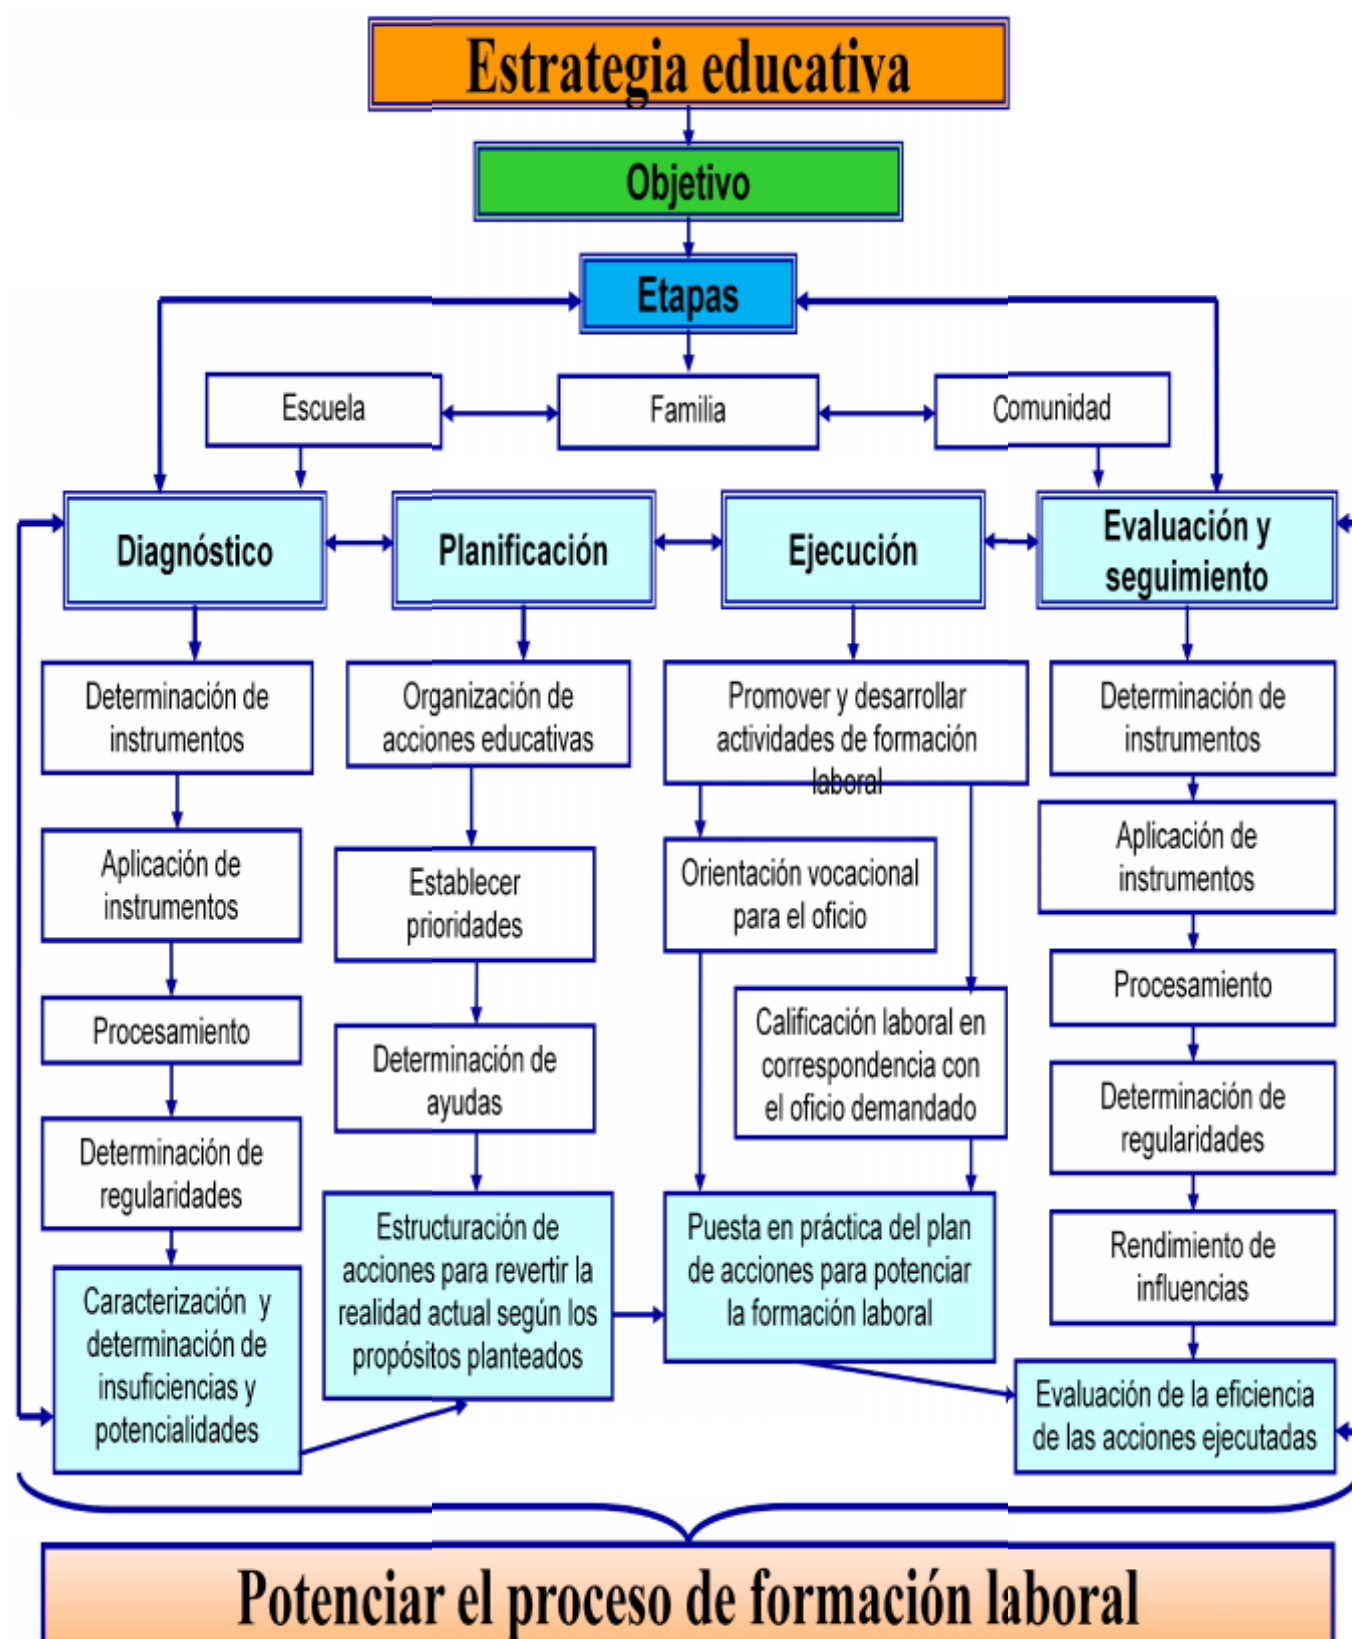 Estrategia educativa
Objetivo
Etapas
Escuela
Familia
Comunidad
Diagnóstico
Planificación
Ejecución
Evaluación y
seguimiento
Determinación de
instrumentos
Aplicación de
instrumentos
Procesamiento
Determinación de
regularidades
Caracterización y
determinación de
insuficiencias y
potencialidades
Organización de
acciones educativas
Establecer
prioridades
Determinación de
ayudas
Estructuración de
acciones para revertir la
realidad actual según los
propósitos planteados
Promover y desarrollar
actividades de formación
laboral
Orientación vocacional
para el oficio
Calificación laboral en
correspondencia con
el oficio demandado
Puesta en práctica del plan
de acciones para potenciar
la formación laboral
Determinación de
instrumentos
Aplicación de
instrumentos
Procesamiento
Determinación de
regularidades
Rendimiento de
influencias
Evaluación de la eficiencia
de las acciones ejecutadas
Potenciar el proceso de formación laboral